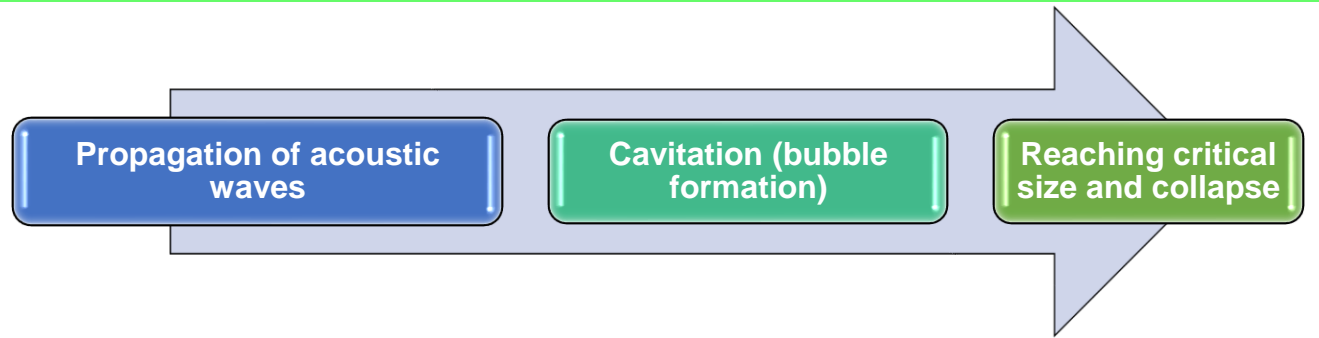 Propagation of acoustic
waves
Cavitation (bubble
formation)
Reaching critical
size and collapse